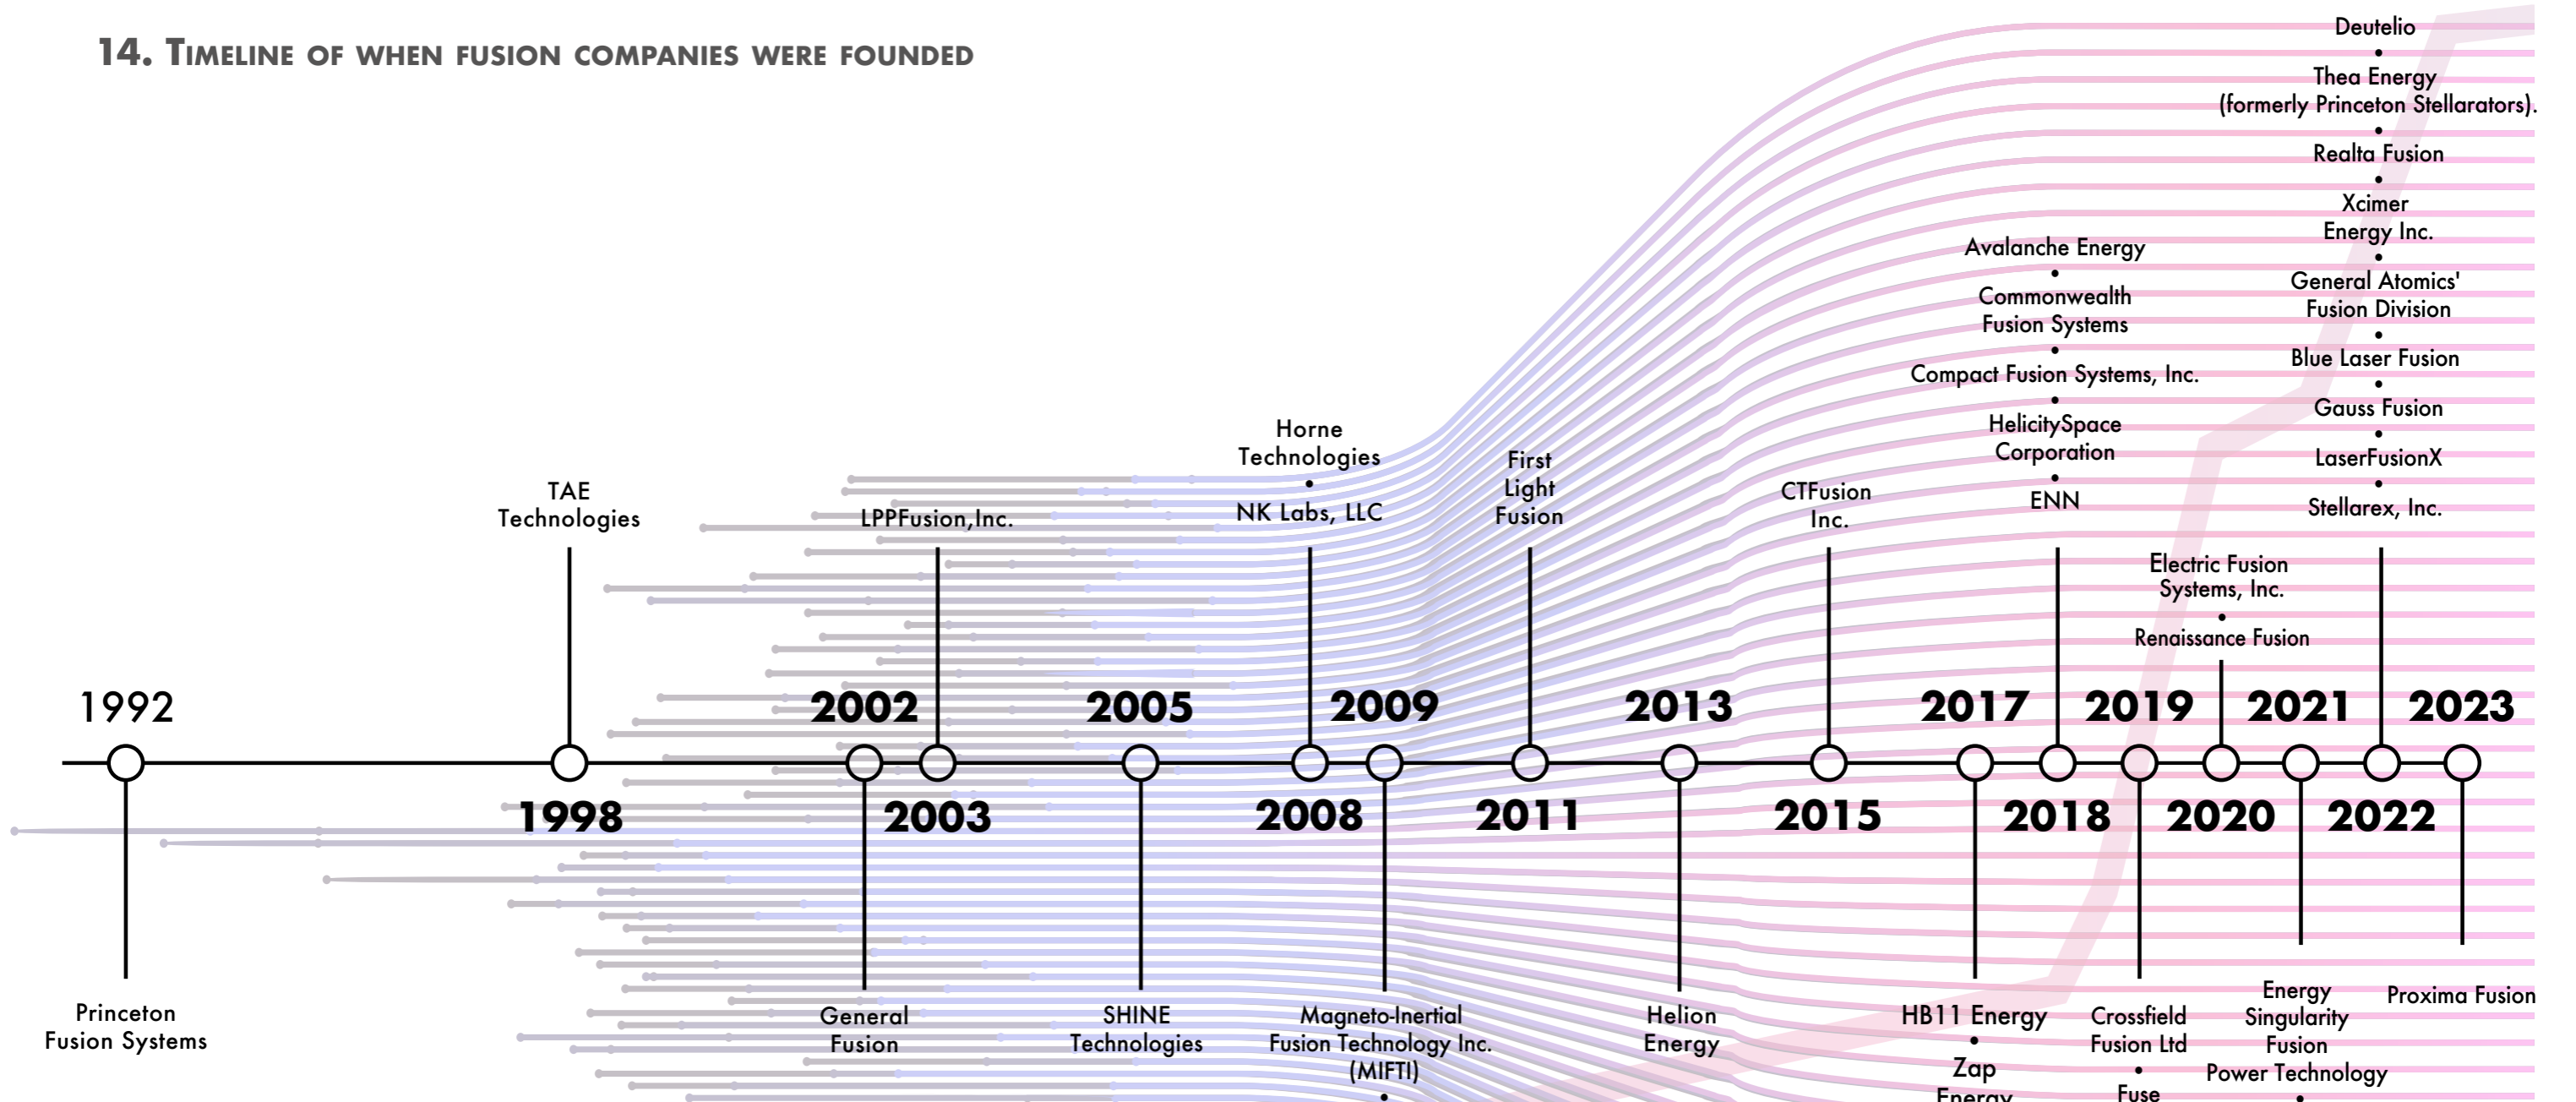 14. Timeline of when fusion companies were founded
Deutelio
•
Thea Energy
(formerly Princeton Stellarators).
•
Realta Fusion
•
Xcimer
Energy Inc.
•
General Atomics'
Fusion Division
•
Blue Laser Fusion
•
Gauss Fusion
•
LaserFusionX
•
Stellarex, Inc.
Avalanche Energy
•
Commonwealth
Fusion Systems
•
Compact Fusion Systems, Inc.
•
HelicitySpace
Corporation
•
ENN
Horne
Technologies
•
NK Labs, LLC
First
Light
Fusion
TAE
Technologies
LPPFusion,Inc.
CTFusion
Inc.
Electric Fusion
Systems, Inc.
•
Renaissance Fusion
1992
2002
2005
2009
2013
2017
2019
2021
2023
1998
2003
2008
2011
2015
2018
2020
2022
Princeton
Fusion Systems
General
Fusion
SHINE
Technologies
Magneto-Inertial
Fusion Technology Inc.
(MIFTI)
•
Helion
Energy
HB11 Energy
•
Zap
Energy
Crossfield
Fusion Ltd
•
Fuse
Energy
Singularity
Fusion
Power Technology
•
Proxima Fusion